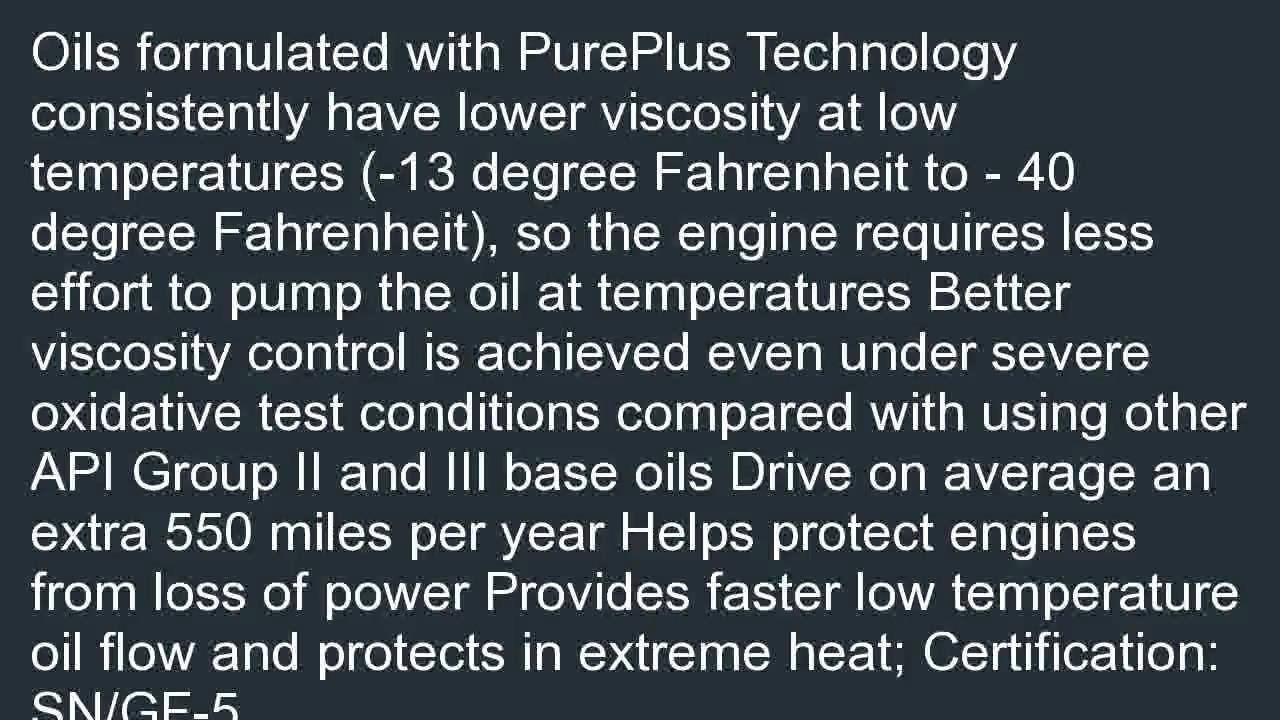 Oils formulated with PurePlus Technology
consistently have lower viscosity at low
temperatures (-13 degree Fahrenheit to - 40
degree Fahrenheit), so the engine requires less
effort to pump the oil at temperatures Better
viscosity control is achieved even under severe
oxidative test conditions compared with using other
API Group II and III base oils Drive on average an
extra 550 miles per year Helps protect engines
from loss of power Provides faster low temperature
oil flow and protects in extreme heat; Certification:
SN/GF-5